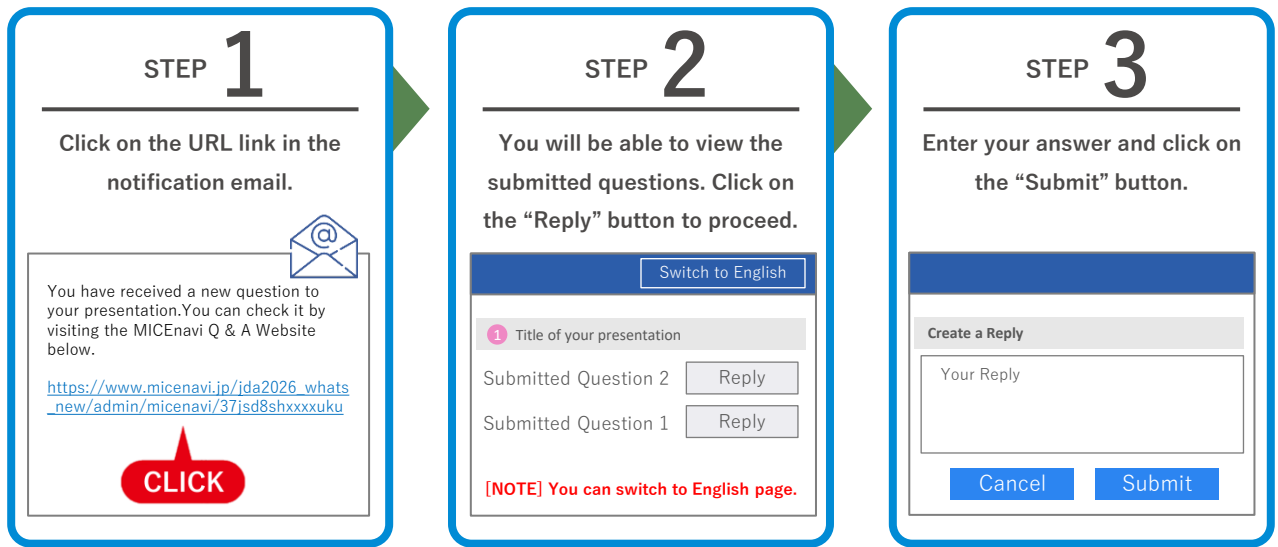 STEP 1
Click on the URL link in the
notification email.
@
You have received a new question to
your presentation.You can check it by
visiting the MICEnavi Q & A Website
below.
https://www.micenavi.jp/jda2026_whats
_new/admin/micenavi/37jsd8shxxxxuku
CLICK
STEP 2
You will be able to view the
submitted questions. Click on
the “Reply” button to proceed.
Switch to English
1 Title of your presentation
Submitted Question 2 Reply
Submitted Question 1 Reply
[NOTE] You can switch to English page.
STEP 3
Enter your answer and click on
the “Submit” button.
Create a Reply
Your Reply
Cancel Submit